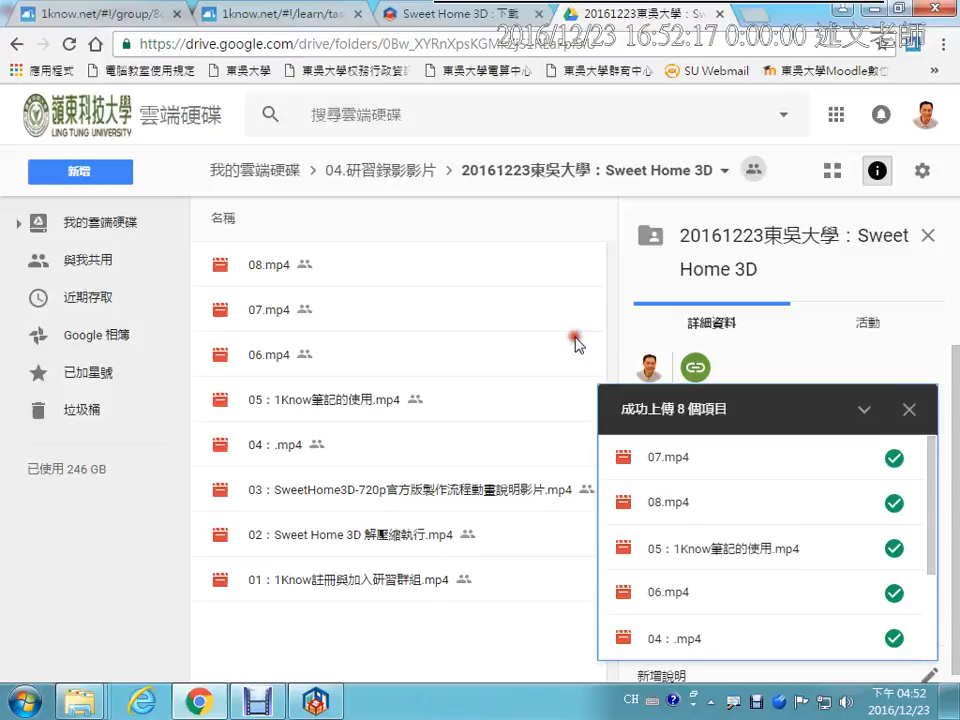 1know.net/#!/group/8
1know.net/#!/learn/tas
Sweet Home 3D : 下載
20161223東吳大學：Sw
2016/12/23 16:52:17 0:00:00 述文老師
https://drive.google.com/drive/folders/0Bw_XYRnXpsKGM
應用程式
電腦教室使用規定
東吳大學
東吳大學校務行政資訊
東吳大學電算中心
東吳大學群育中心
SU Webmail
東吳大學Moodle數位
嶺東科技大學
LING TUNG UNIVERSITY
雲端硬碟
搜尋雲端硬碟
新增
我的雲端硬碟 > 04.研習錄影影片 > 20161223東吳大學：Sweet Home 3D
我的雲端硬碟
與我共用
近期存取
Google 相簿
已加星號
垃圾桶
已使用 246 GB
名稱
08.mp4
07.mp4
06.mp4
05：1Know筆記的使用.mp4
04：.mp4
03：SweetHome3D-720p官方版製作流程動畫說明影片.mp4
02：Sweet Home 3D 解壓縮執行.mp4
01：1Know註冊與加入研習群組.mp4
20161223東吳大學：Sweet
Home 3D
詳細資料
活動
成功上傳 8 個項目
07.mp4
08.mp4
05：1Know筆記的使用.mp4
06.mp4
04：.mp4
新增說明
CH
下午 04:52
2016/12/23